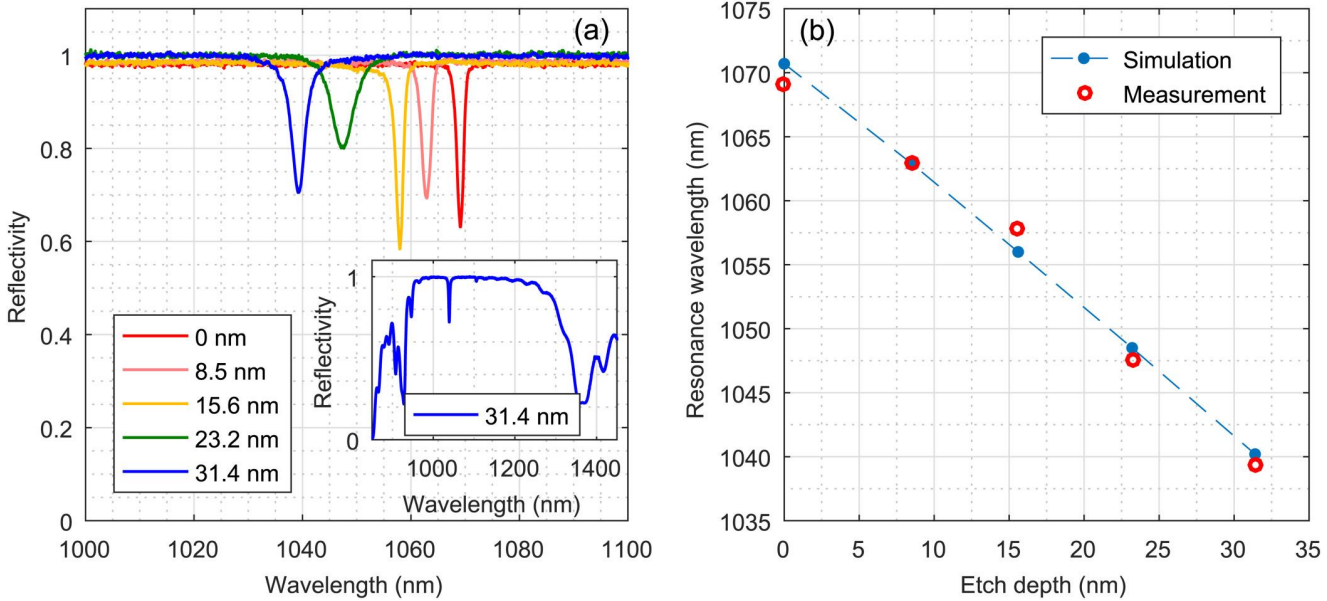 (a)
1
0.8
0.6
0.4
0.2
0
Reflectivity
0 nm
8.5 nm
15.6 nm
23.2 nm
31.4 nm
1
0
Reflectivity
31.4 nm
1000 1200 1400
Wavelength (nm)
1000 1020 1040 1060 1080 1100
Wavelength (nm)
(b)
1075
1070
1065
1060
1055
1050
1045
1040
1035
Resonance wavelength (nm)
Simulation
Measurement
0 5 10 15 20 25 30 35
Etch depth (nm)